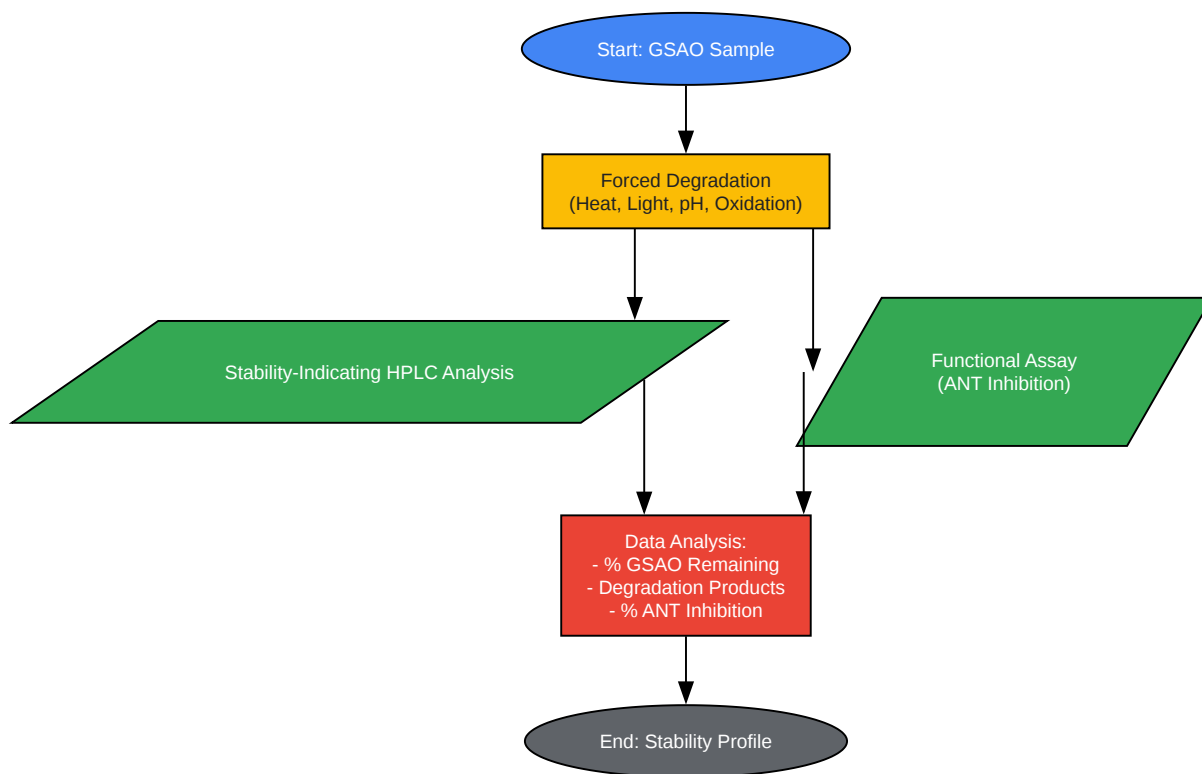 Start: GSAO Sample
Forced Degradation
(Heat, Light, pH, Oxidation)
Stability-Indicating HPLC Analysis
Functional Assay
(ANT Inhibition)
Data Analysis:
- % GSAO Remaining
- Degradation Products
- % ANT Inhibition
End: Stability Profile